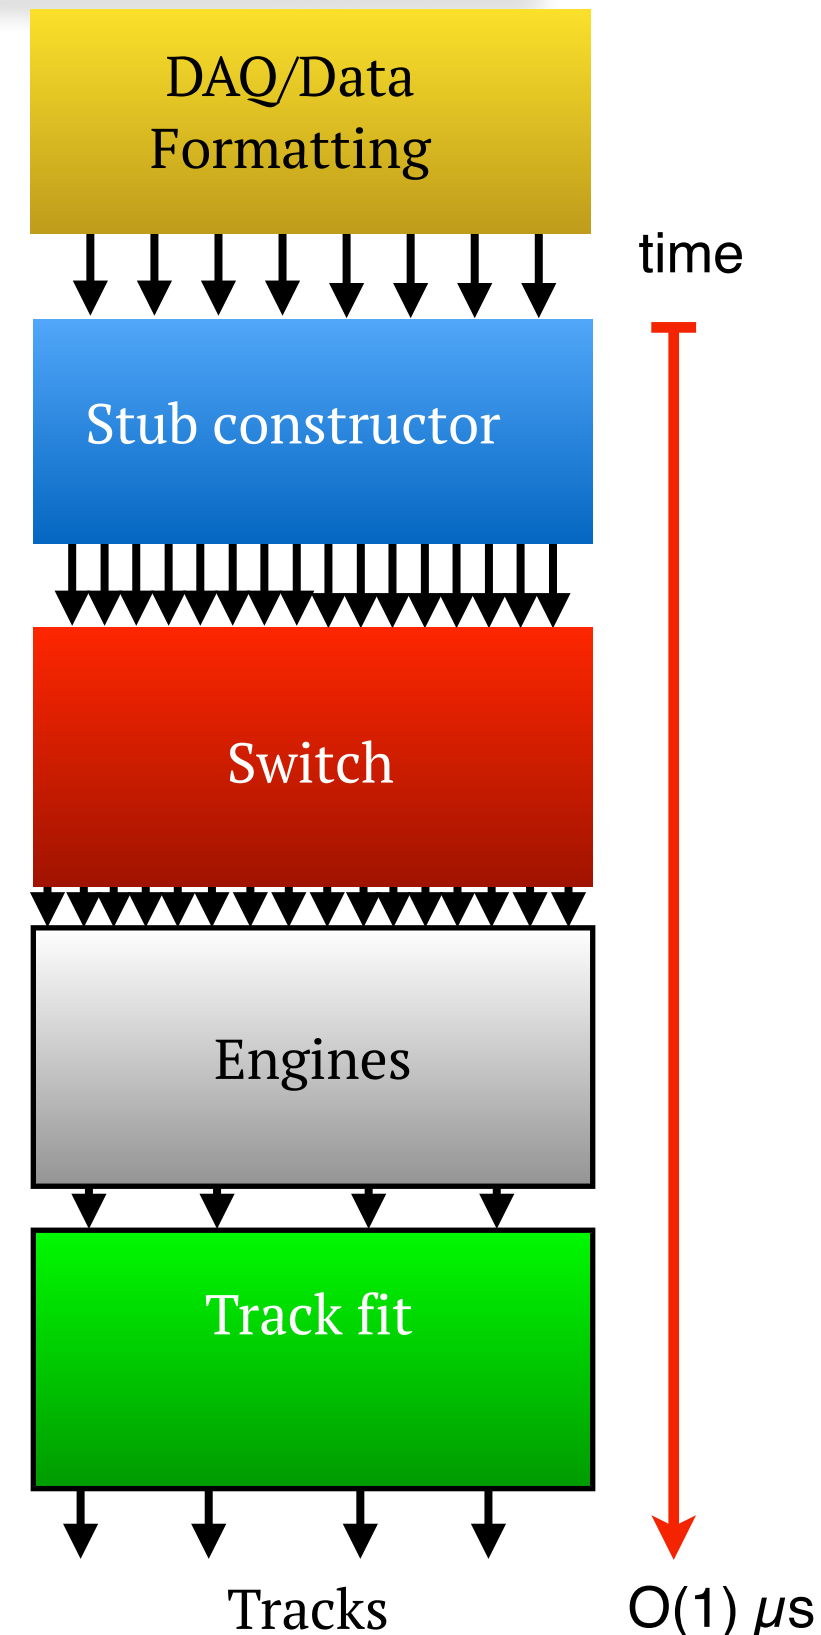 DAQ/Data
Formatting
time
Stub constructor
Switch
Engines
Track fit
Tracks
O(1) µs